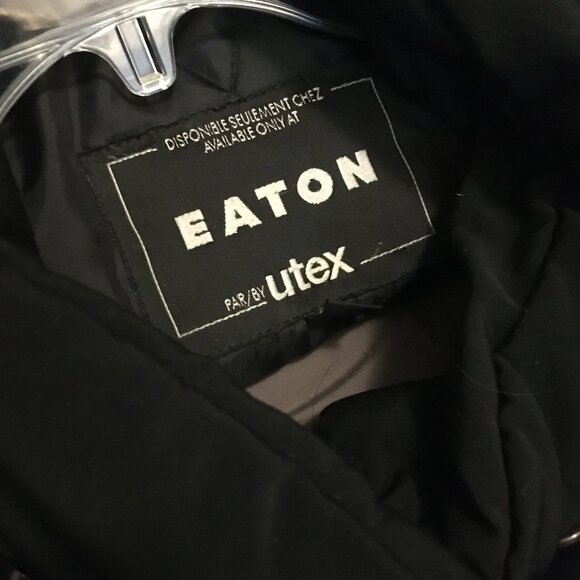 DISPONIBLE SEULEMENT CHEZ
AVAILABLE ONLY AT
EATON
PAR/BY utex